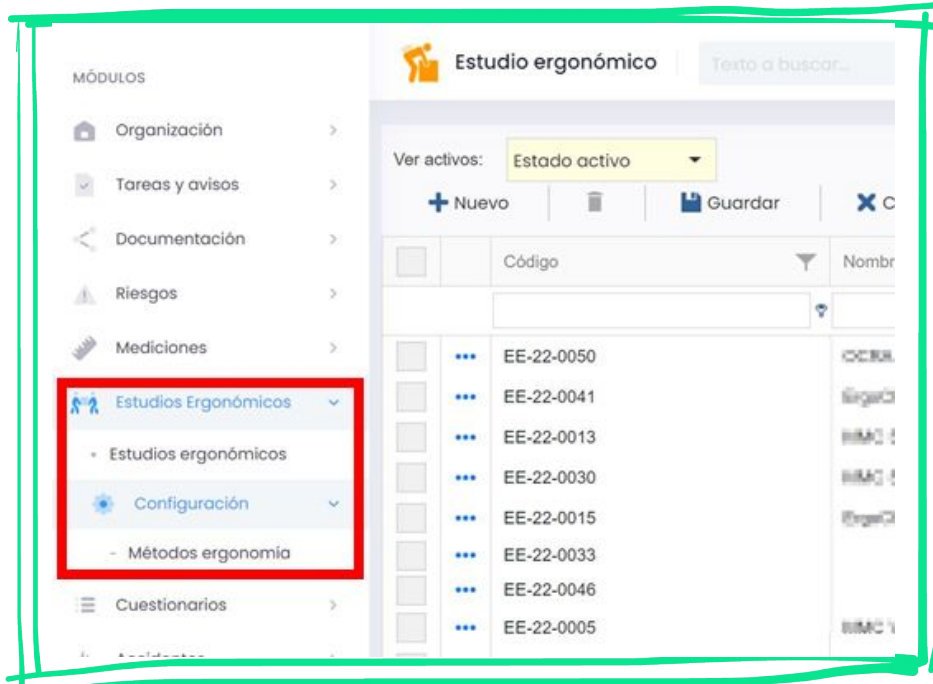 MÓDULOS
Organización
Tareas y avisos
Documentación
Riesgos
Mediciones
Estudios Ergonómicos
Estudios ergonómicos
Configuración
- Métodos ergonomía
Cuestionarios
Estudio ergonómico
Texto a buscar...
Ver activos: Estado activo
Nuevo Guardar C
Código Nombr
EE-22-0050
EE-22-0041
EE-22-0013
EE-22-0030
EE-22-0015
EE-22-0033
EE-22-0046
EE-22-0005